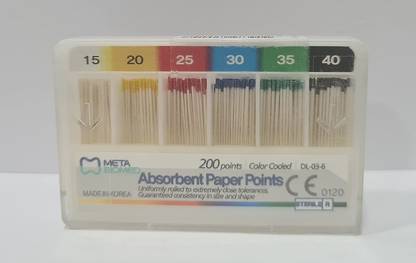 15 20 25 30 35 40
META BIOMED
200 points Color Coded DL-03-6
Absorbent Paper Points
Uniformly rolled to extremely close tolerances.
Guaranteed consistency in size and shape
MADE IN KOREA
CE 0120
STERILE R